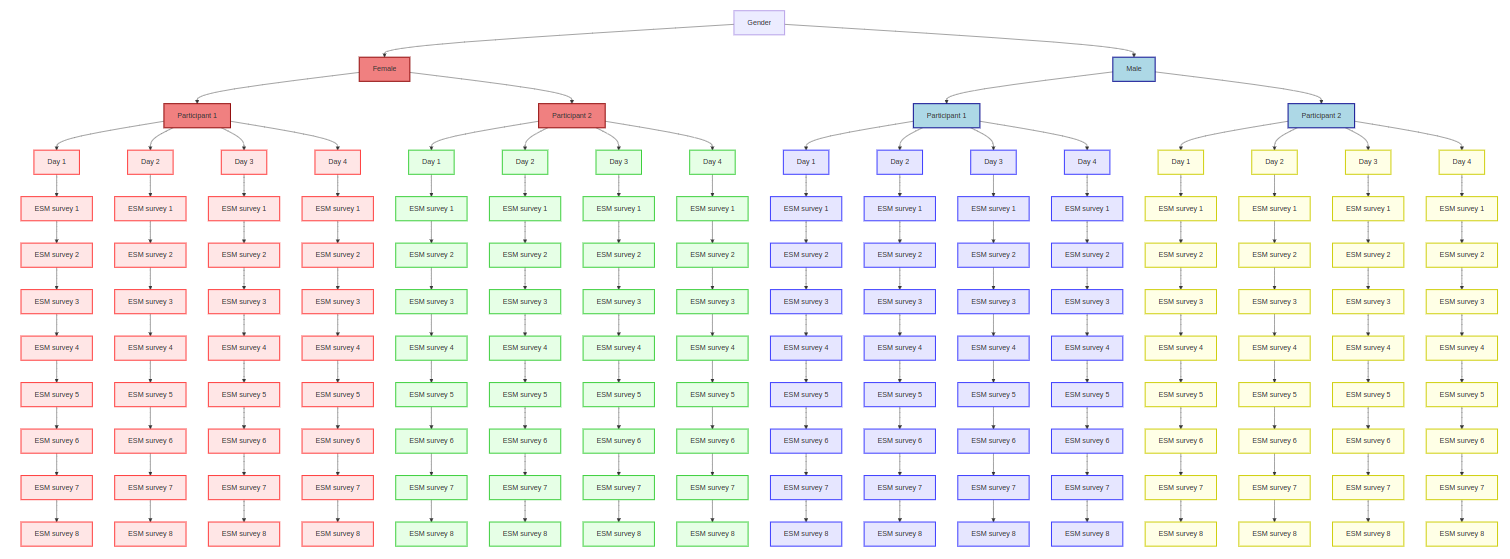 Gender
Female Male
Participant 1 Participant 2 Participant 1 Participant 2
Day 1 Day 2 Day 3 Day 4 Day 1 Day 2 Day 3 Day 4 Day 1 Day 2 Day 3 Day 4 Day 1 Day 2 Day 3 Day 4
ESM survey 1 ESM survey 1 ESM survey 1 ESM survey 1 ESM survey 1 ESM survey 1 ESM survey 1 ESM survey 1 ESM survey 1 ESM survey 1 ESM survey 1 ESM survey 1 ESM survey 1 ESM survey 1 ESM survey 1 ESM survey 1
ESM survey 2 ESM survey 2 ESM survey 2 ESM survey 2 ESM survey 2 ESM survey 2 ESM survey 2 ESM survey 2 ESM survey 2 ESM survey 2 ESM survey 2 ESM survey 2 ESM survey 2 ESM survey 2 ESM survey 2 ESM survey 2
ESM survey 3 ESM survey 3 ESM survey 3 ESM survey 3 ESM survey 3 ESM survey 3 ESM survey 3 ESM survey 3 ESM survey 3 ESM survey 3 ESM survey 3 ESM survey 3 ESM survey 3 ESM survey 3 ESM survey 3 ESM survey 3
ESM survey 4 ESM survey 4 ESM survey 4 ESM survey 4 ESM survey 4 ESM survey 4 ESM survey 4 ESM survey 4 ESM survey 4 ESM survey 4 ESM survey 4 ESM survey 4 ESM survey 4 ESM survey 4 ESM survey 4 ESM survey 4
ESM survey 5 ESM survey 5 ESM survey 5 ESM survey 5 ESM survey 5 ESM survey 5 ESM survey 5 ESM survey 5 ESM survey 5 ESM survey 5 ESM survey 5 ESM survey 5 ESM survey 5 ESM survey 5 ESM survey 5 ESM survey 5
ESM survey 6 ESM survey 6 ESM survey 6 ESM survey 6 ESM survey 6 ESM survey 6 ESM survey 6 ESM survey 6 ESM survey 6 ESM survey 6 ESM survey 6 ESM survey 6 ESM survey 6 ESM survey 6 ESM survey 6 ESM survey 6
ESM survey 7 ESM survey 7 ESM survey 7 ESM survey 7 ESM survey 7 ESM survey 7 ESM survey 7 ESM survey 7 ESM survey 7 ESM survey 7 ESM survey 7 ESM survey 7 ESM survey 7 ESM survey 7 ESM survey 7 ESM survey 7
ESM survey 8 ESM survey 8 ESM survey 8 ESM survey 8 ESM survey 8 ESM survey 8 ESM survey 8 ESM survey 8 ESM survey 8 ESM survey 8 ESM survey 8 ESM survey 8 ESM survey 8 ESM survey 8 ESM survey 8 ESM survey 8